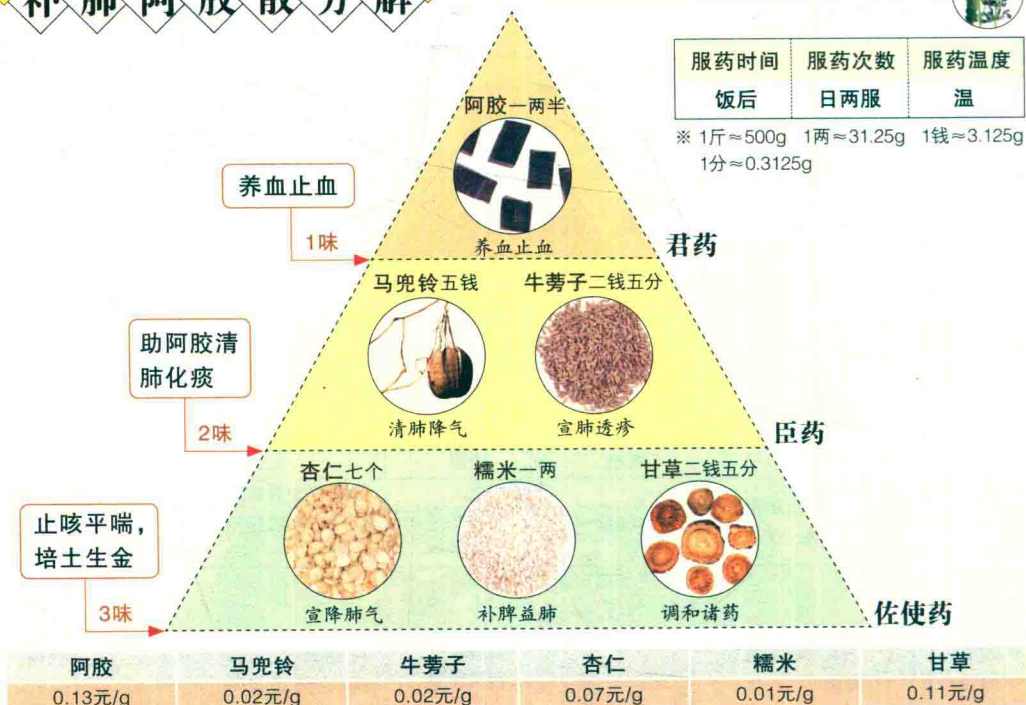 补肺阿胶散分解
服药时间 服药次数 服药温度
饭后 日两服 温
※ 1斤≈500g 1两≈31.25g 1钱≈3.125g
1分≈0.3125g
阿胶一两半
养血止血
养血止血
1味
君药
马兜铃五钱 牛蒡子二钱五分
助阿胶清
肺化痰
清肺降气 宣肺透疹
2味
臣药
杏仁七个 糯米一两 甘草二钱五分
止咳平喘，
培土生金
宣降肺气 补脾益肺 调和诸药
3味
佐使药
阿胶 马兜铃 牛蒡子 杏仁 糯米 甘草
0.13元/g 0.02元/g 0.02元/g 0.07元/g 0.01元/g 0.11元/g